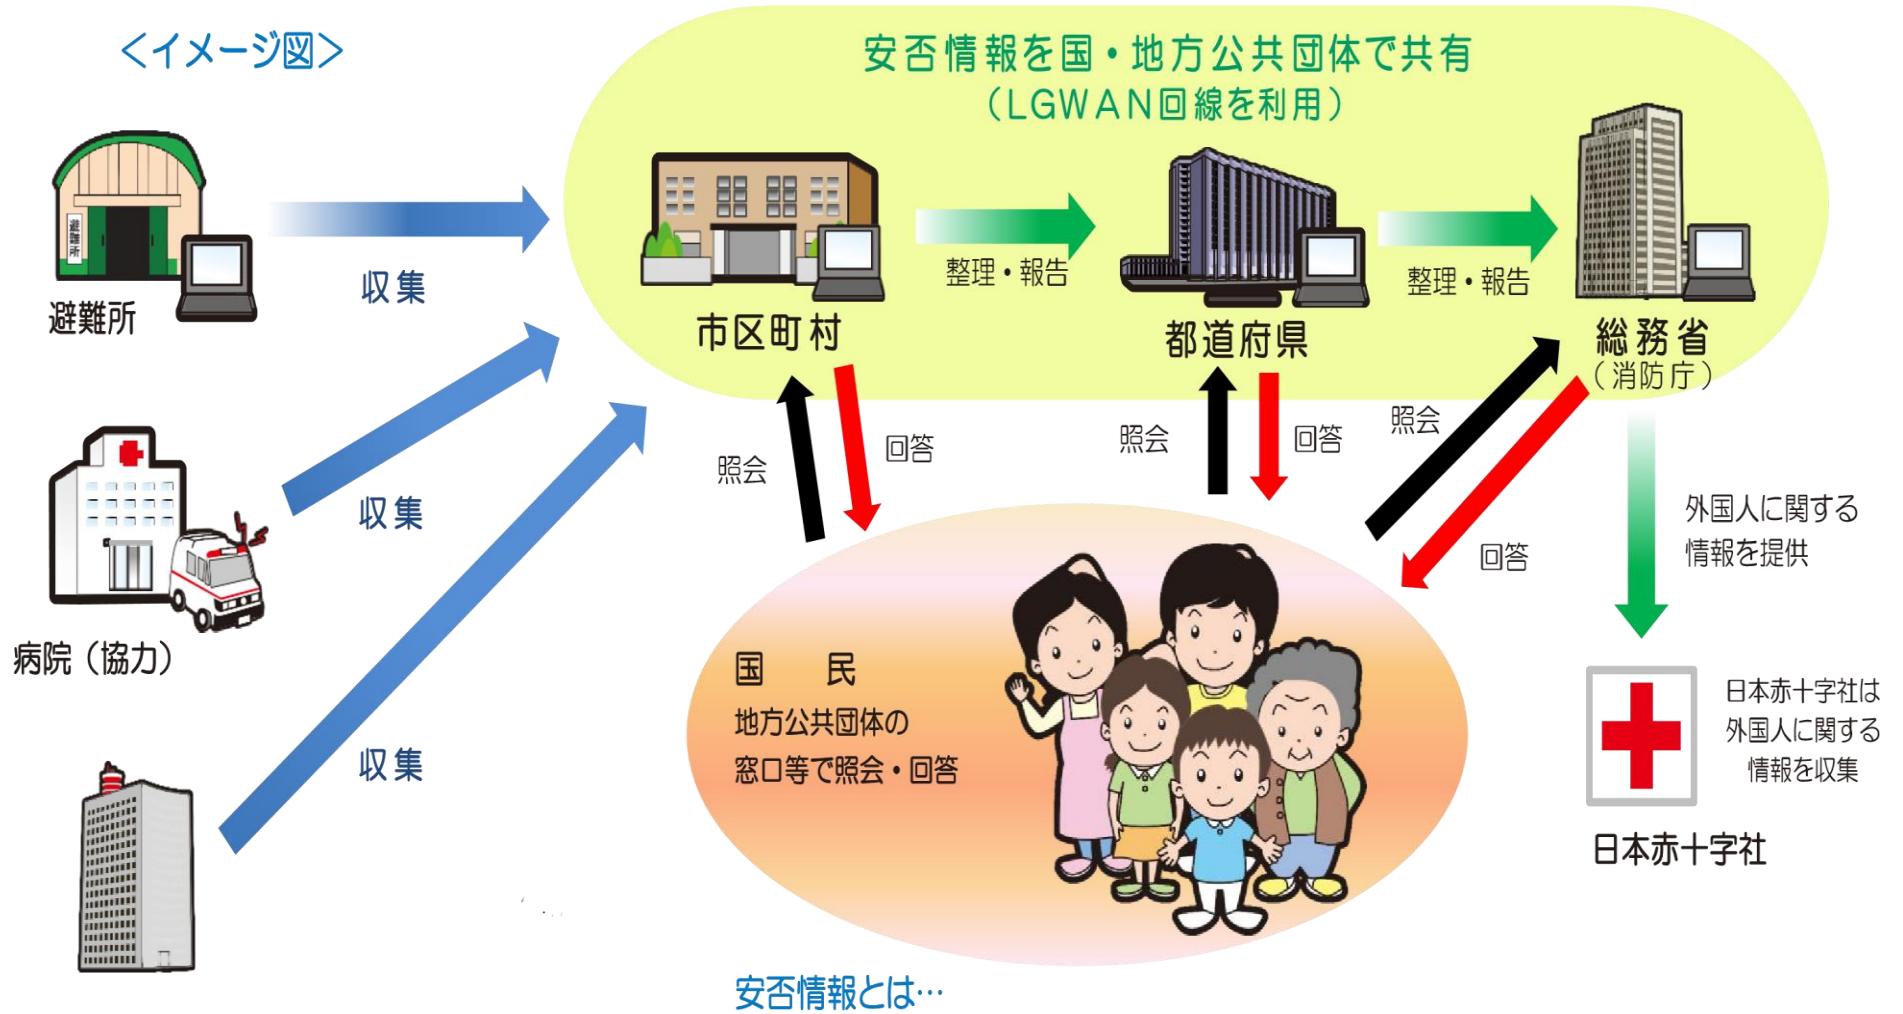 ＜イメージ図＞
安否情報を国・地方公共団体で共有
（ＬＧＷＡＮ回線を利用）
避難所
避難所
収集
市区町村
整理・報告
都道府県
整理・報告
総務省
（消防庁）
病院（協力）
収集
収集
照会
回答
照会
回答
照会
回答
外国人に関する
情報を提供
国　民
地方公共団体の
窓口等で照会・回答
日本赤十字社は
外国人に関する
情報を収集
日本赤十字社
安否情報とは…